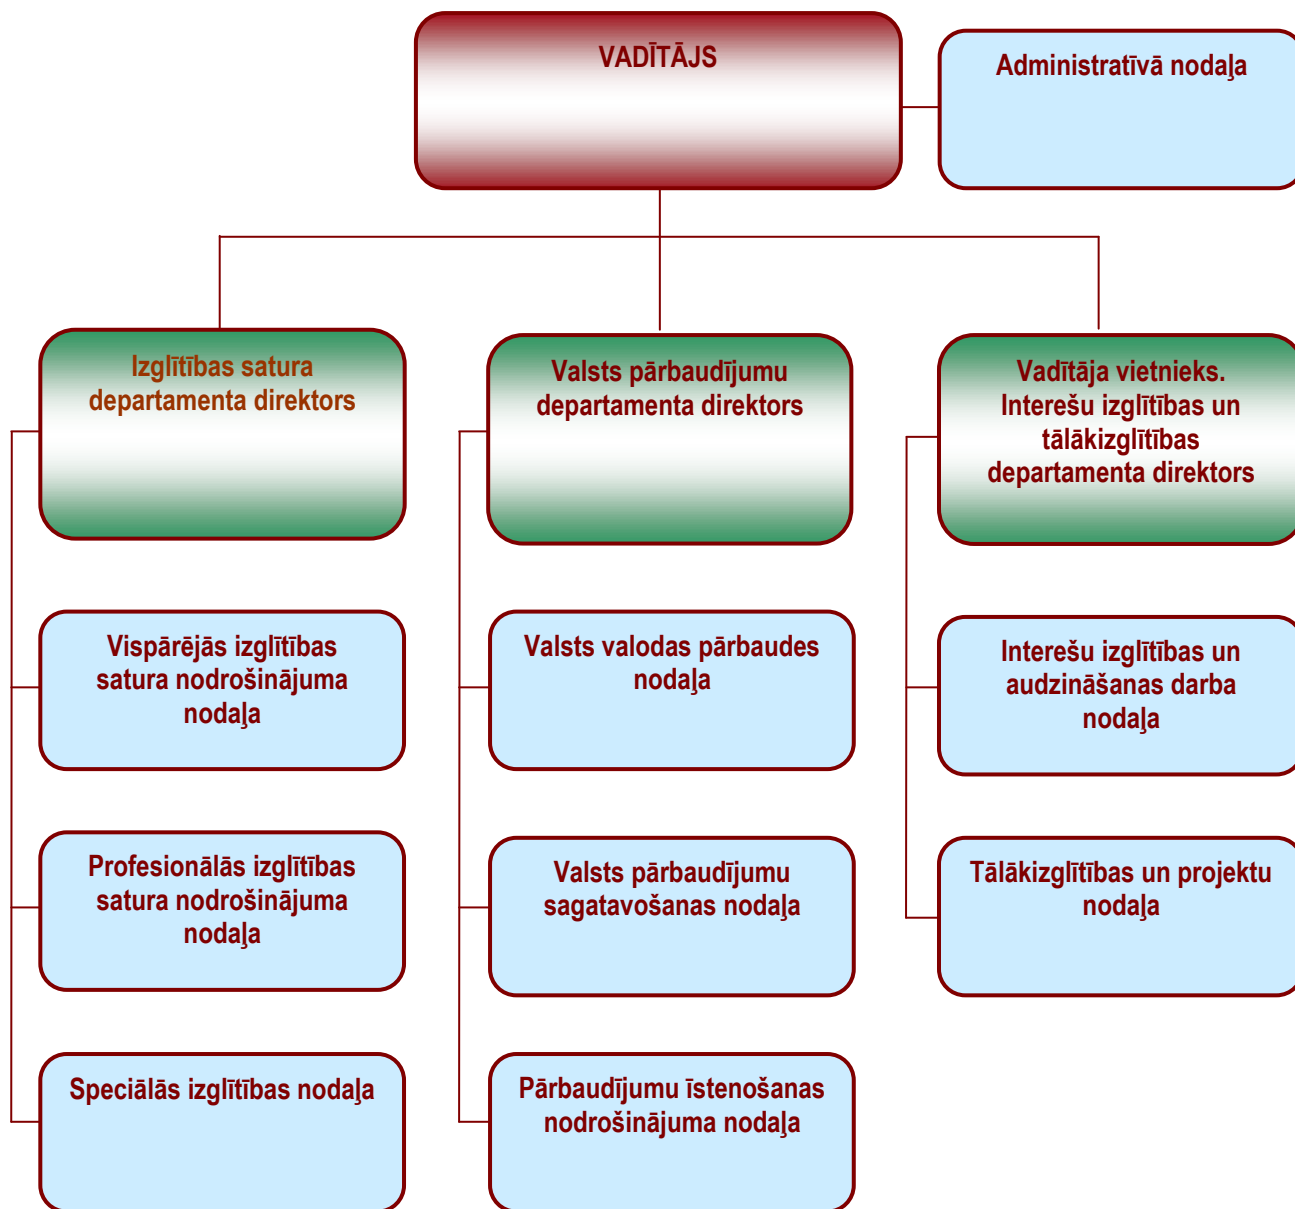 VADĪTĀJS
Administratīvā nodaļa
Izglītības satura
departamenta direktors
Valsts pārbaudījumu
departamenta direktors
Vadītāja vietnieks.
Interešu izglītības un
tālākizglītības
departamenta direktors
Vispārējās izglītības
satura nodrošinājuma
nodaļa
Valsts valodas pārbaudes
nodaļa
Interešu izglītības un
audzināšanas darba
nodaļa
Profesionālās izglītības
satura nodrošinājuma
nodaļa
Valsts pārbaudījumu
sagatavošanas nodaļa
Tālākizglītības un projektu
nodaļa
Speciālās izglītības nodaļa
Pārbaudījumu īstenošanas
nodrošinājuma nodaļa